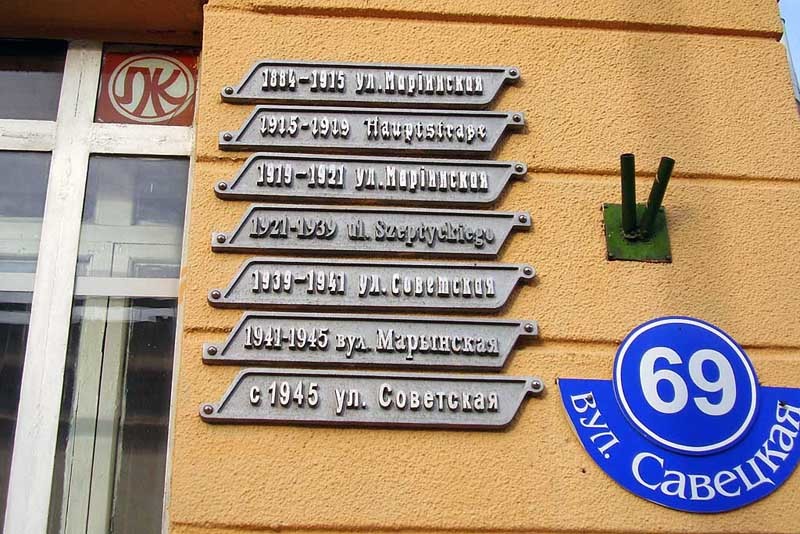 ЛЖ
1884-1915 ул. Марiинская
1915-1919 Hauptstraße
1919-1921 ул. Марiинская
1921-1939 ul. Szeptyckiego
1939-1941 ул. Советская
1941-1945 вул. Марынская
с 1945 ул. Советская
69
вул. Савецкая